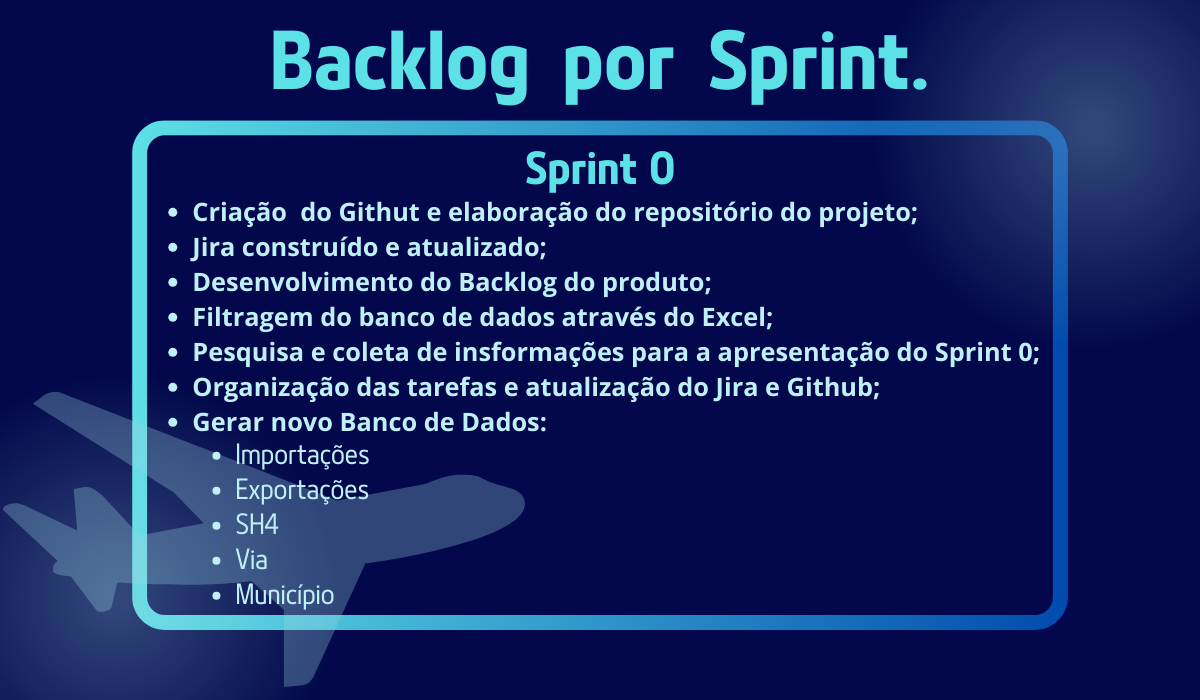 Backlog por Sprint.
Sprint 0
• Criação do Githut e elaboração do repositório do projeto;
• Jira construído e atualizado;
• Desenvolvimento do Backlog do produto;
• Filtragem do banco de dados através do Excel;
• Pesquisa e coleta de insformações para a apresentação do Sprint 0;
• Organização das tarefas e atualização do Jira e Github;
• Gerar novo Banco de Dados:
• Importações
• Exportações
• SH4
• Via
• Município